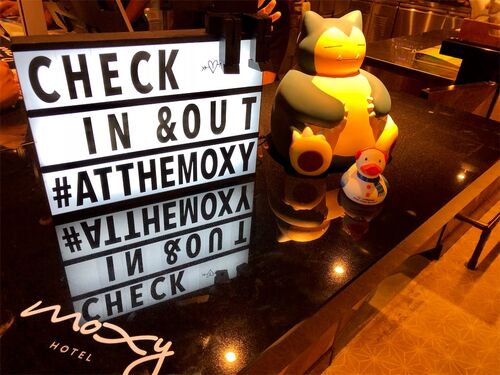 CHECK
IN & OUT
#ATTHEMOXY
moxy
HOTEL